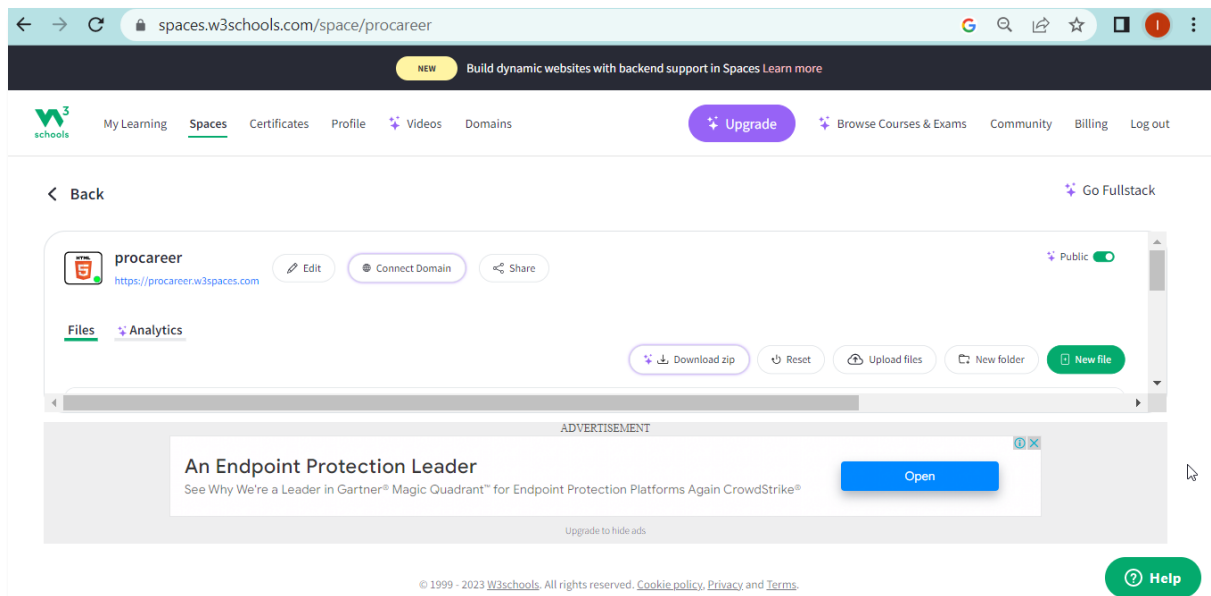 spaces.w3schools.com/space/procareer
NEW Build dynamic websites with backend support in Spaces Learn more
W3 schools My Learning Spaces Certificates Profile Videos Domains Upgrade Browse Courses & Exams Community Billing Log out
Back Go Fullstack
HTML 5 procareer Edit Connect Domain Share Public
https://procareer.w3spaces.com
Files Analytics
Download zip Reset Upload files New folder New file
ADVERTISEMENT
An Endpoint Protection Leader
See Why We're a Leader in Gartner® Magic Quadrant™ for Endpoint Protection Platforms Again CrowdStrike®
Open
Upgrade to hide ads
© 1999 - 2023 W3schools. All rights reserved. Cookie policy, Privacy and Terms.
Help